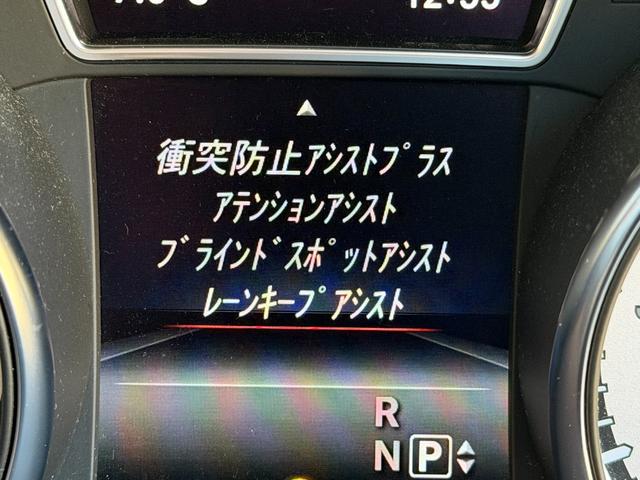 衝突防止ｱｼｽﾄﾌﾟﾗｽ
ｱﾃﾝｼｮﾝｱｼｽﾄ
ﾌﾞﾗｲﾝﾄﾞｽﾎﾟｯﾄｱｼｽﾄ
ﾚｰﾝｷｰﾌﾟｱｼｽﾄ
R
N P